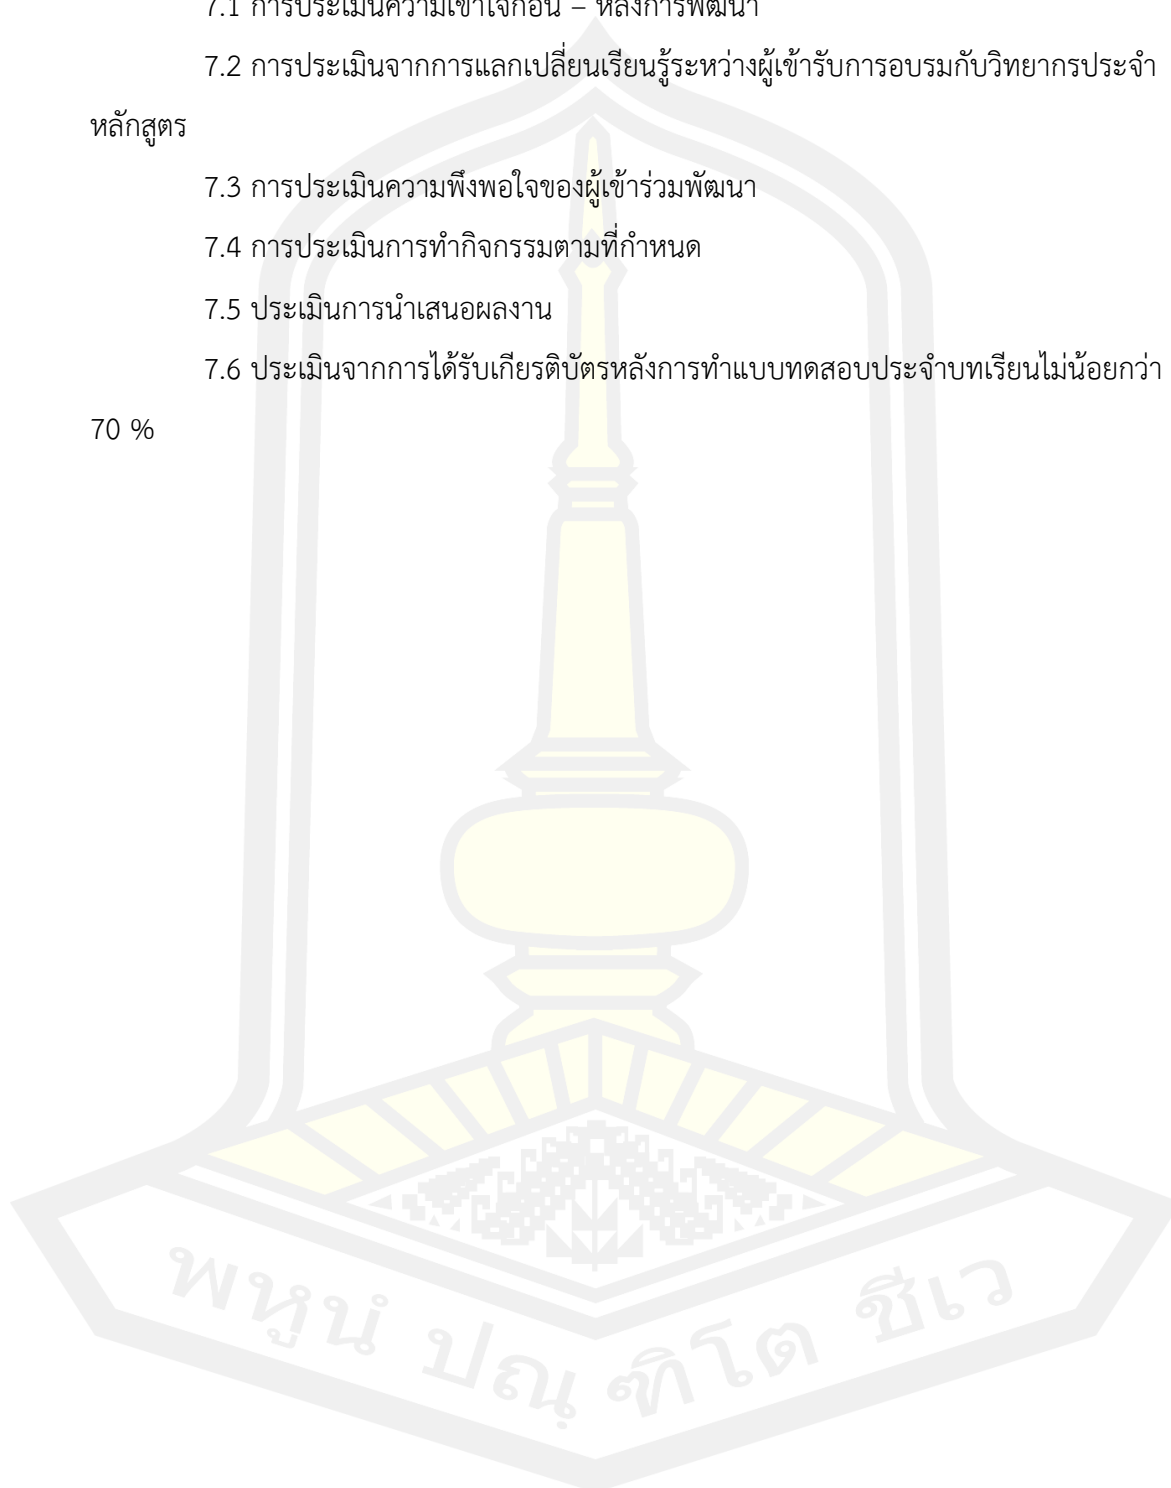 7.1 การประเมินความเข้าใจก่อน – หลังการพัฒนา
7.2 การประเมินจากการแลกเปลี่ยนเรียนรู้ระหว่างผู้เข้ารับการอบรมกับวิทยากรประจำ
หลักสูตร
7.3 การประเมินความพึงพอใจของผู้เข้าร่วมพัฒนา
7.4 การประเมินการทำกิจกรรมตามที่กำหนด
7.5 ประเมินการนำเสนอผลงาน
7.6 ประเมินจากการได้รับเกียรติบัตรหลังการทำแบบทดสอบประจำบทเรียนไม่น้อยกว่า
70 %
พหูนํ ปณฺฑิโต ชีเว